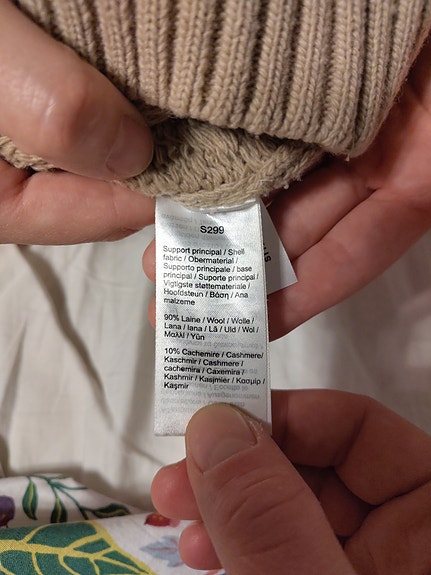 S299
Support principal / Shell
fabric / Obermaterial /
Supporto principale / base
principal / Suporte principal /
Vigtigste støttemateriale /
Hoofdsteun / Βάση / Ana
malzeme
90% Laine / Wool / Wolle /
Lana / lana / Lã / Uld / Wol /
Μαλλί / Yün
10% Cachemire / Cashmere/
Kaschmir / Cashmere /
cachemira / Caxemira /
Kashmir / Kasjmier / Κασμίρ /
Kaşmir